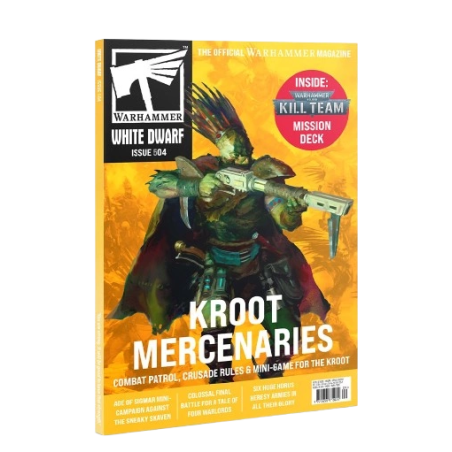 THE OFFICIAL WARHAMMER MAGAZINE
WARHAMMER
WHITE DWARF
ISSUE 504
INSIDE:
WARHAMMER
KILL TEAM
MISSION
DECK
KROOT
MERCENARIES
COMBAT PATROL, CRUSADE RULES & MINI-GAME FOR THE KROOT
AGE OF SIGMAR MINI-
CAMPAIGN AGAINST
THE SNEAKY SKAVEN
COLOSSAL FINAL
BATTLE FOR A TALE OF
FOUR WARLORDS
SIX HUGE HORUS
HERESY ARMIES IN
ALL THEIR GLORY